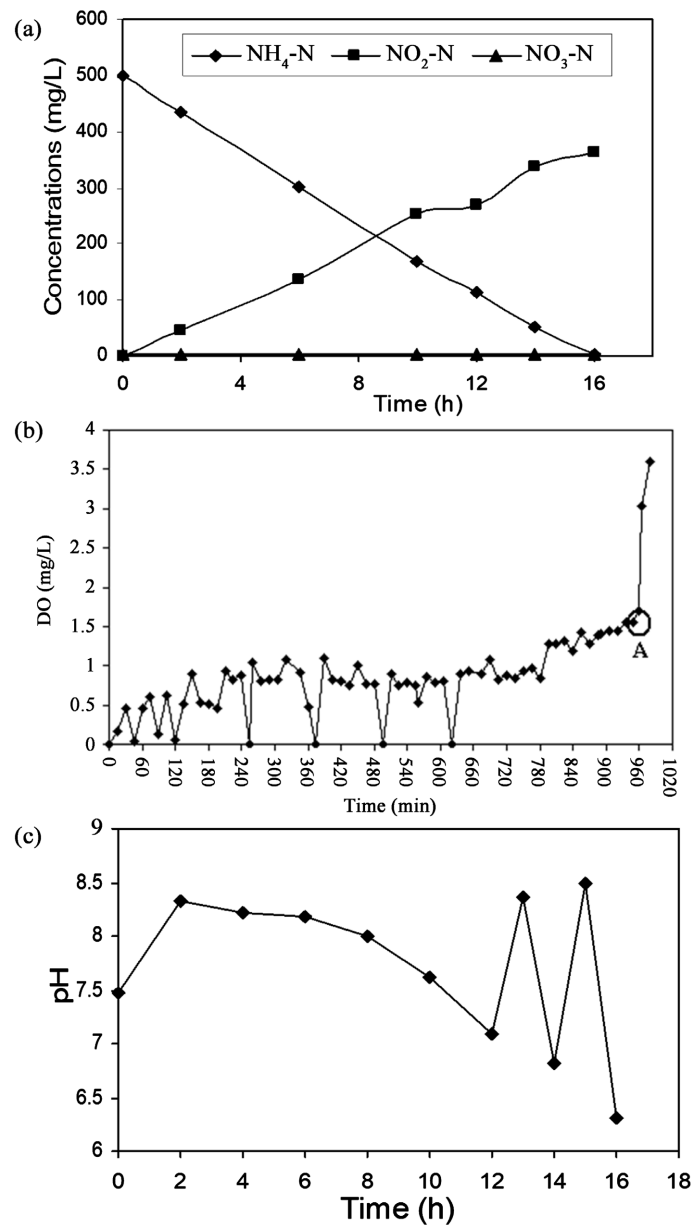 (a)
600
500
400
300
200
100
0
Concentrations (mg/L)
NH₄-N NO₂-N NO₃-N
0 4 8 12 16
Time (h)
(b)
4
3.5
3
2.5
2
1.5
1
0.5
0
DO (mg/L)
A
0 60 120 180 240 300 360 420 480 540 600 660 720 780 840 900 960 1020
Time (min)
(c)
9
8.5
8
7.5
7
6.5
6
pH
0 2 4 6 8 10 12 14 16 18
Time (h)